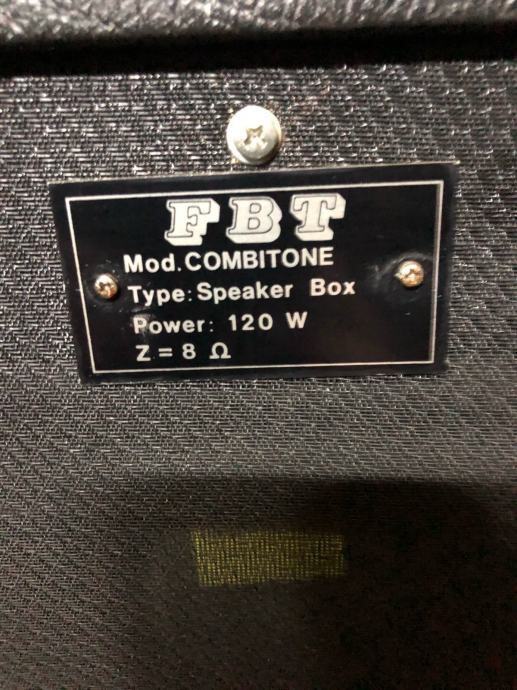 FBT
Mod.COMBITONE
Type: Speaker Box
Power: 120 W
Z = 8 Ω